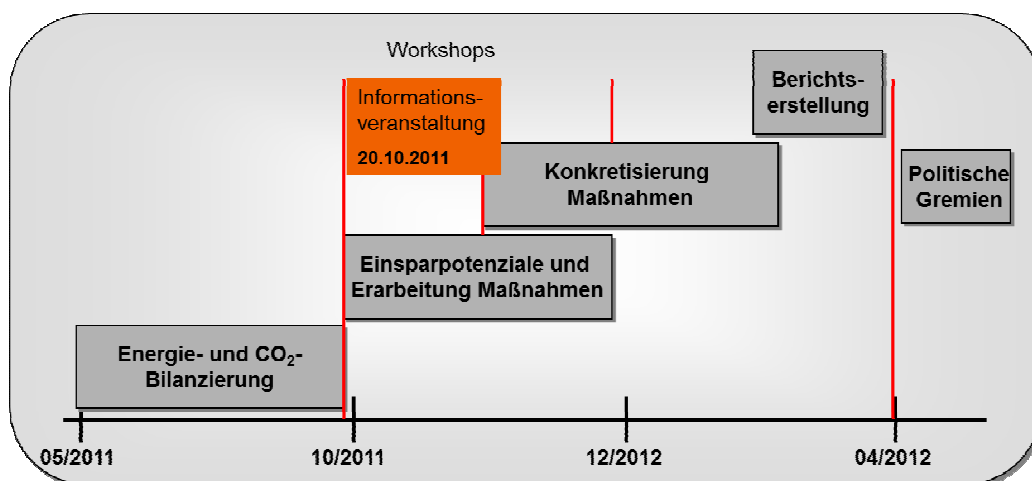 Workshops
Informations-
veranstaltung
20.10.2011
Berichts-
erstellung
Konkretisierung
Maßnahmen
Politische
Gremien
Einsparpotenziale und
Erarbeitung Maßnahmen
Energie- und CO₂-
Bilanzierung
05/2011
10/2011
12/2012
04/2012